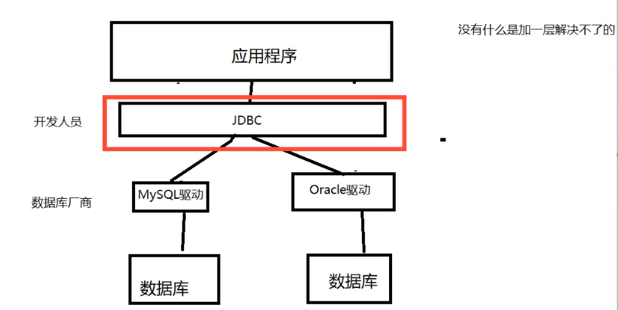 没有什么是加一层解决不了的
应用程序
开发人员
JDBC
数据库厂商
MySQL驱动
Oracle驱动
数据库
数据库